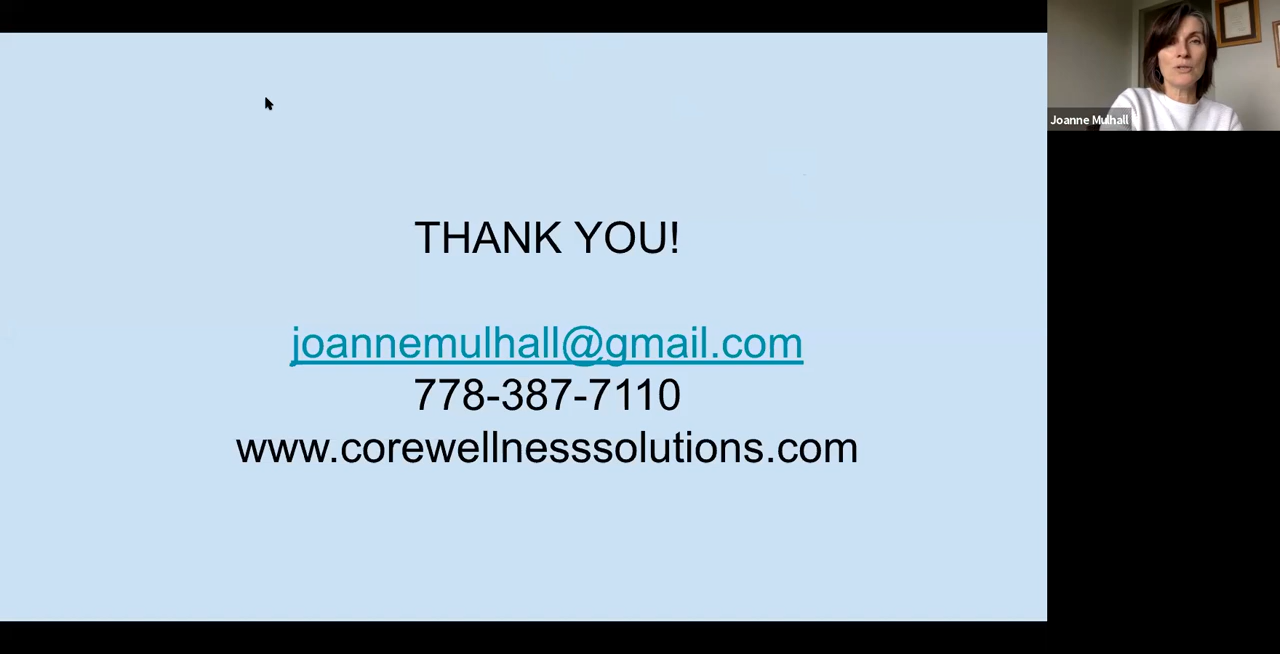 Joanne Mulhall
THANK YOU!
joannemulhall@gmail.com
778-387-7110
www.corewellnesssolutions.com